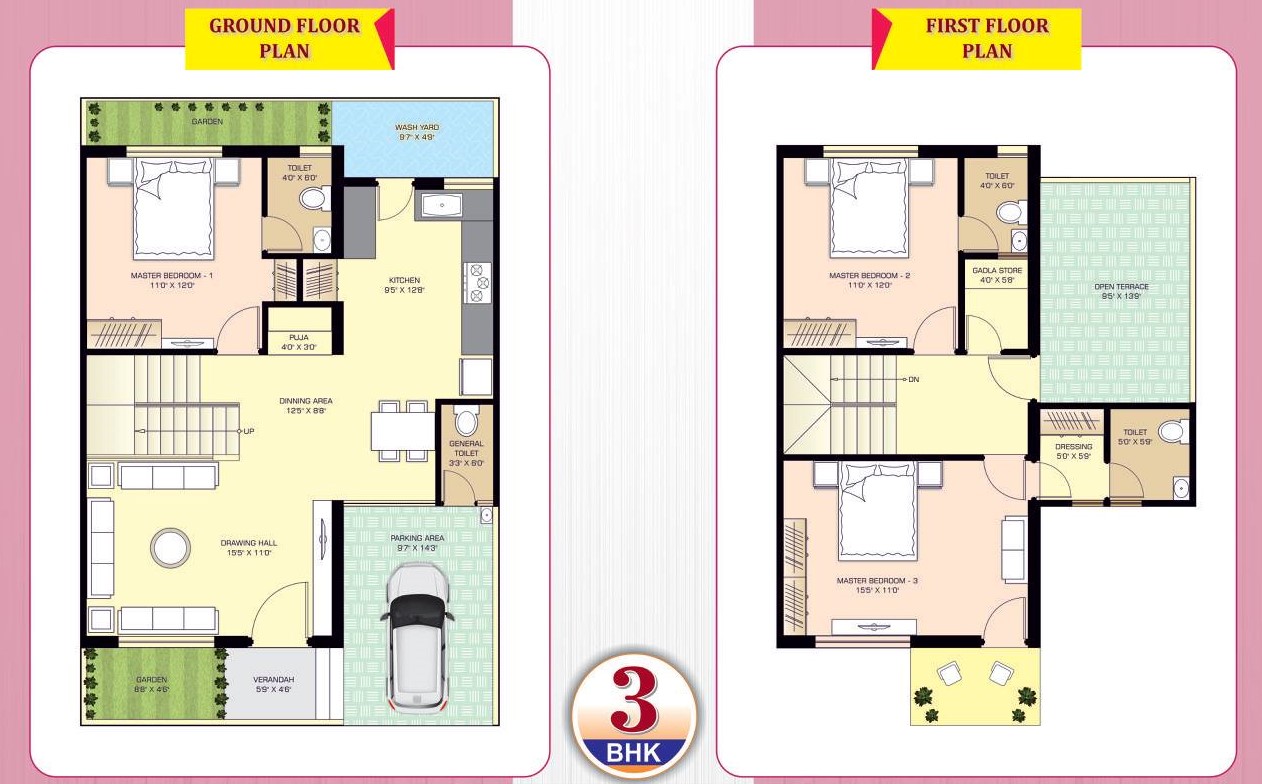 GROUND FLOOR
PLAN
GARDEN
WASH YARD
9'7" X 4'9"
TOILET
4'0" X 6'0"
MASTER BEDROOM - 1
11'0" X 12'0"
KITCHEN
9'5" X 12'8"
PUJA
4'0" X 3'0"
DINNING AREA
12'5" X 8'8"
UP
GENERAL
TOILET
3'3" X 6'0"
DRAWING HALL
15'5" X 11'0"
PARKING AREA
9'7" X 14'3"
GARDEN
8'8" X 4'6"
VERANDAH
5'9" X 4'6"
3
BHK
FIRST FLOOR
PLAN
TOILET
4'0" X 6'0"
MASTER BEDROOM - 2
11'0" X 12'0"
GADLA STORE
4'0" X 5'8"
OPEN TERRACE
9'5" X 13'9"
DN
DRESSING
5'0" X 5'9"
TOILET
5'0" X 5'9"
MASTER BEDROOM - 3
15'5" X 11'0"